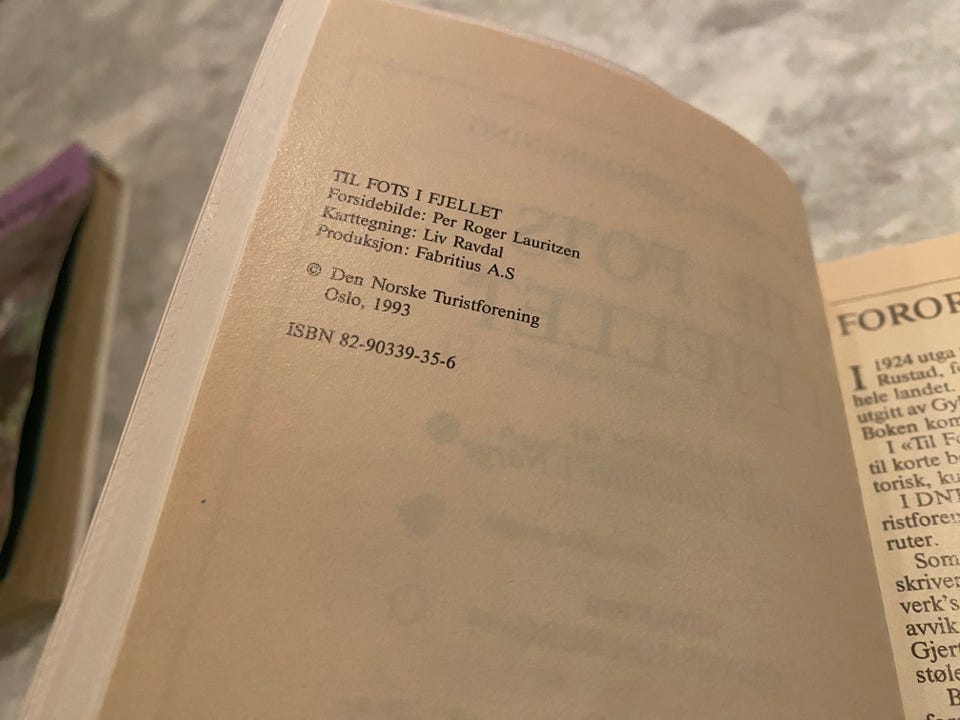 TIL FOTS I FJELLET
Forsidebilde: Per Roger Lauritzen
Karttegning: Liv Ravdal
Produksjon: Fabritius A.S
© Den Norske Turistforening
Oslo, 1993
ISBN 82-90339-35-6
FOROR
I 1924 utga
Rustad, f
hele landet.
utgitt av Gy
Boken kom
I «Til F
til korte b
torisk, ku
I DNT
ristforen
ruter.
Som
skriver
verk's
avvik
Gjert
støle
B